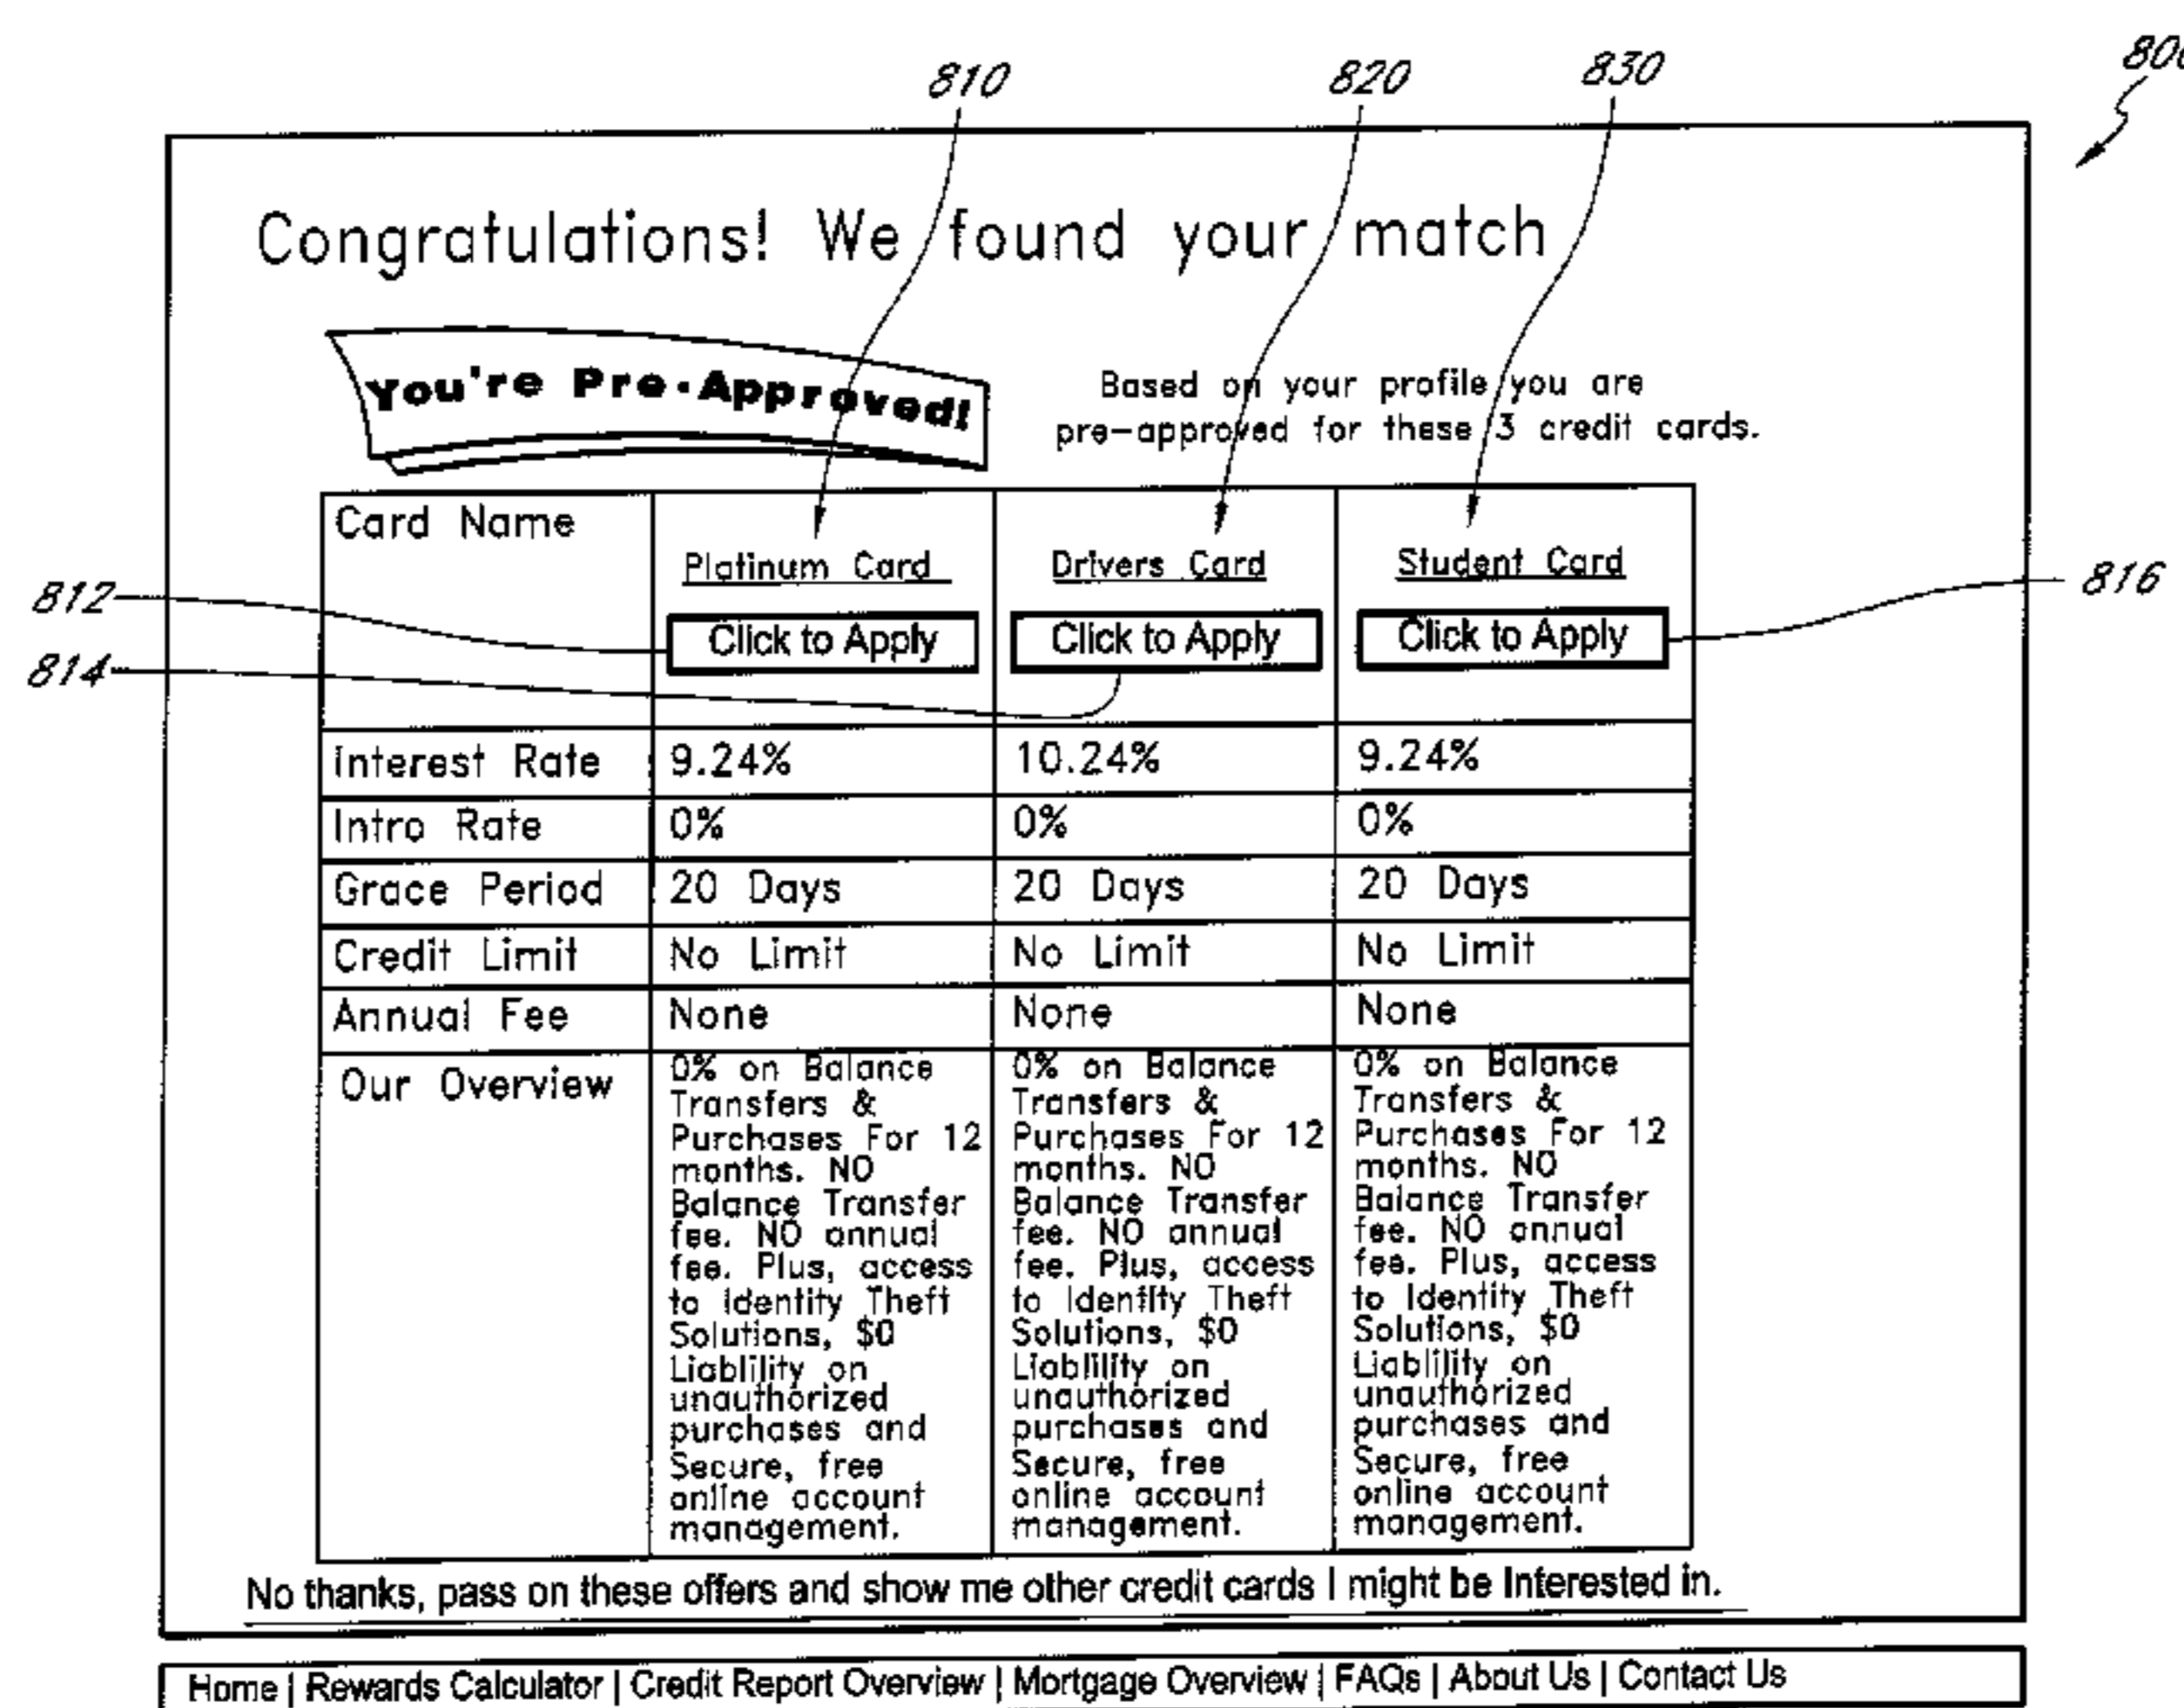 810 820 830
Congratulations! We found your match
You're Pre-Approved!
Based on your profile you are
pre-approved for these 3 credit cards.
Card Name
Platinum Card Drivers Card Student Card
812 816
Click to Apply Click to Apply Click to Apply
814
Interest Rate 9.24% 10.24% 9.24%
Intro Rate 0% 0% 0%
Grace Period 20 Days 20 Days 20 Days
Credit Limit No Limit No Limit No Limit
Annual Fee None None None
Our Overview
0% on Balance
Transfers &
Purchases For 12
months. NO
Balance Transfer
fee. NO annual
fee. Plus, access
to Identity Theft
Solutions, $0
Liablility on
unauthorized
purchases and
Secure, free
online account
management.
0% on Balance
Transfers &
Purchases For 12
months. NO
Balance Transfer
fee. NO annual
fee. Plus, access
to Identity Theft
Solutions, $0
Liablility on
unauthorized
purchases and
Secure, free
online account
management.
0% on Balance
Transfers &
Purchases For 12
months. NO
Balance Transfer
fee. NO annual
fee. Plus, access
to Identity Theft
Solutions, $0
Liablility on
unauthorized
purchases and
Secure, free
online account
management.
No thanks, pass on these offers and show me other credit cards I might be Interested in.
Home | Rewards Calculator | Credit Report Overview | Mortgage Overview | FAQs | About Us | Contact Us